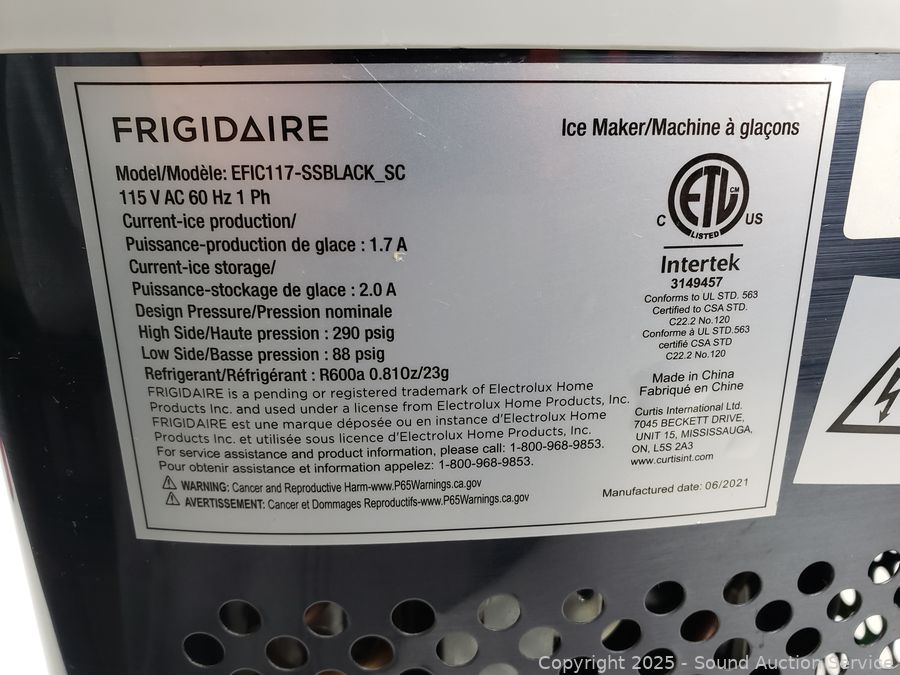 FRIGIDAIRE
Ice Maker/Machine à glaçons
Model/Modèle: EFIC117-SSBLACK_SC
115 V AC 60 Hz 1 Ph
Current-ice production/
Puissance-production de glace : 1.7 A
Current-ice storage/
Puissance-stockage de glace : 2.0 A
Design Pressure/Pression nominale
High Side/Haute pression : 290 psig
Low Side/Basse pression : 88 psig
Refrigerant/Réfrigérant : R600a 0.81oz/23g
FRIGIDAIRE is a pending or registered trademark of Electrolux Home
Products Inc. and used under a license from Electrolux Home Products, Inc.
FRIGIDAIRE est une marque déposée ou en instance d'Electrolux Home
Products Inc. et utilisée sous licence d'Electrolux Home Products, Inc.
For service assistance and product information, please call: 1-800-968-9853.
Pour obtenir assistance et information appelez: 1-800-968-9853.
WARNING: Cancer and Reproductive Harm-www.P65Warnings.ca.gov
AVERTISSEMENT: Cancer et Dommages Reproductifs-www.P65Warnings.ca.gov
ETL CM
C US
LISTED
Intertek
3149457
Conforms to UL STD. 563
Certified to CSA STD.
C22.2 No.120
Conforme à UL STD.563
certifié CSA STD
C22.2 No.120
Made in China
Fabriqué en Chine
Curtis International Ltd.
7045 BECKETT DRIVE,
UNIT 15, MISSISSAUGA,
ON, L5S 2A3
www.curtisint.com
Manufactured date: 06/2021
Copyright 2025 - Sound Auction Service